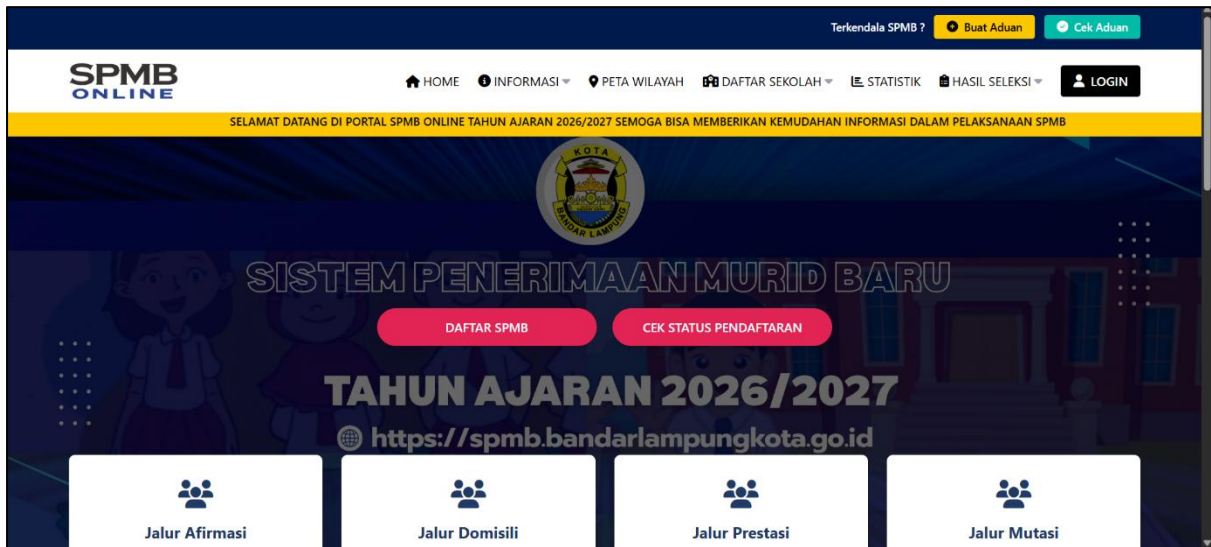 Terkendala SPMB ? Buat Aduan Cek Aduan
SPMB
ONLINE
HOME INFORMASI PETA WILAYAH DAFTAR SEKOLAH STATISTIK HASIL SELEKSI LOGIN
SELAMAT DATANG DI PORTAL SPMB ONLINE TAHUN AJARAN 2026/2027 SEMOGA BISA MEMBERIKAN KEMUDAHAN INFORMASI DALAM PELAKSANAAN SPMB
KOTA
BANDAR LAMPUNG
SISTEM PENERIMAAN MURID BARU
DAFTAR SPMB CEK STATUS PENDAFTARAN
TAHUN AJARAN 2026/2027
https://spmb.bandarlampungkota.go.id
Jalur Afirmasi Jalur Domisili Jalur Prestasi Jalur Mutasi